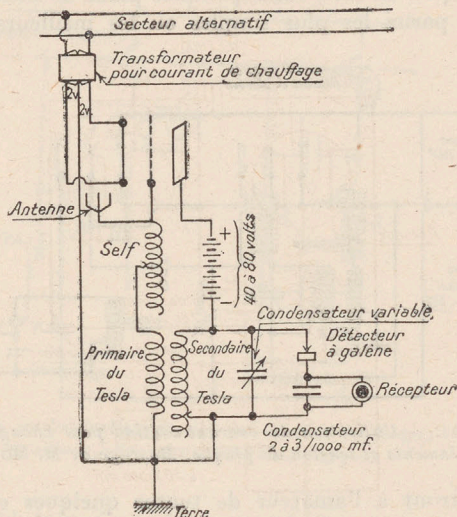 Secteur alternatif
Transformateur
pour courant de chauffage
2v.
2v.
Antenne
Self
+
40 à 80 volts
−
Condensateur variable
Détecteur
à galène
Primaire
du
Tesla
Secondaire
du
Tesla
Récepteur
Condensateur
2 à 3/1000 mf.
Terre